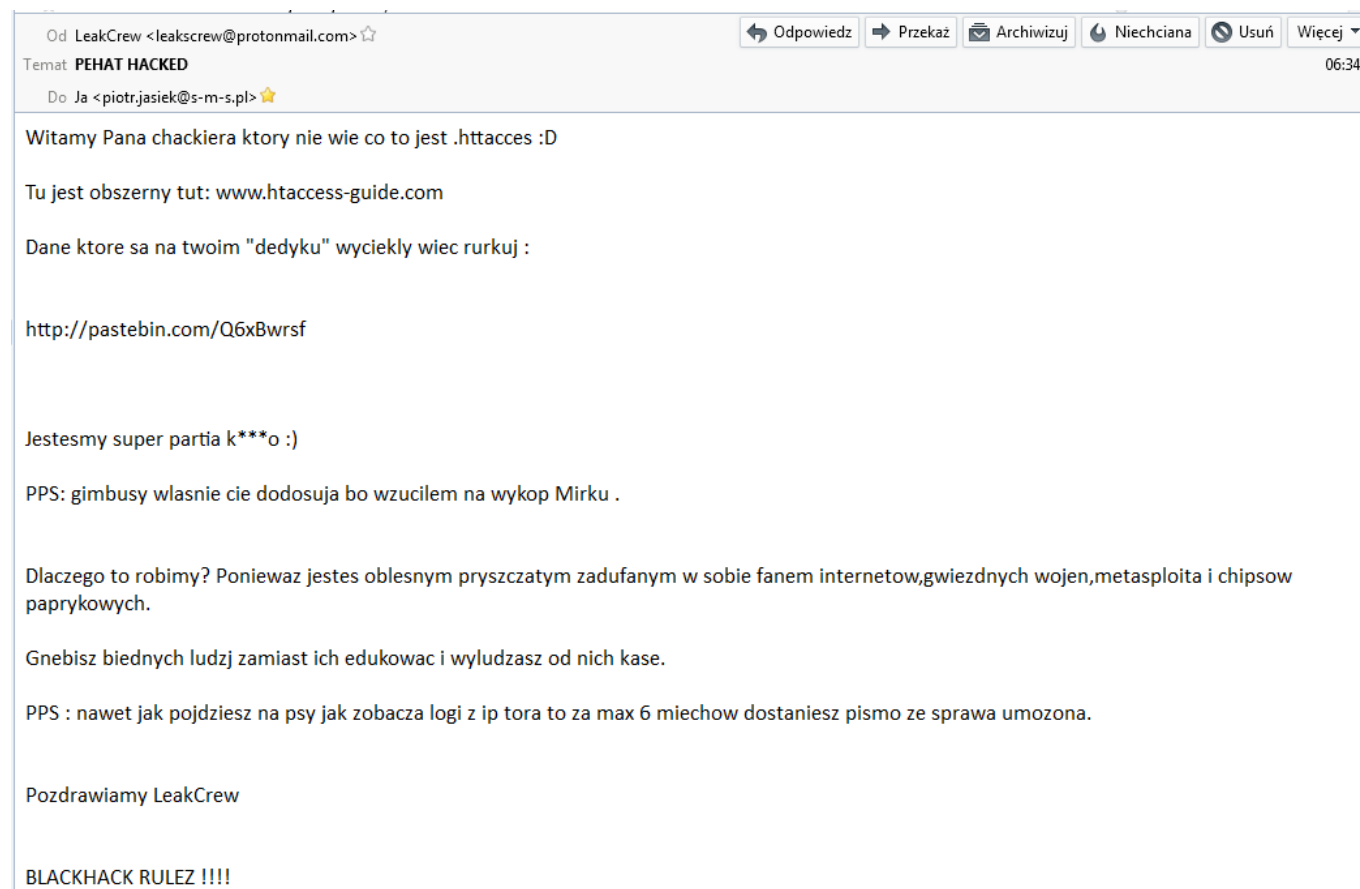 Od LeakCrew <leakscrew@protonmail.com>
Odpowiedz Przekaż Archiwizuj Niechciana Usuń Więcej
Temat PEHAT HACKED 06:34
Do Ja <piotr.jasiek@s-m-s.pl>
Witamy Pana chackiera ktory nie wie co to jest .httacces :D
Tu jest obszerny tut: www.htaccess-guide.com
Dane ktore sa na twoim "dedyku" wyciekly wiec rurkuj :
http://pastebin.com/Q6xBwrsf
Jestesmy super partia k***o :)
PPS: gimbusy wlasnie cie dodosuja bo wzucilem na wykop Mirku .
Dlaczego to robimy? Poniewaz jestes oblesnym pryszczatym zadufanym w sobie fanem internetow,gwiezdnych wojen,metasploita i chipsow
paprykowych.
Gnebisz biednych ludzj zamiast ich edukowac i wyludzasz od nich kase.
PPS : nawet jak pojdziesz na psy jak zobacza logi z ip tora to za max 6 miechow dostaniesz pismo ze sprawa umozona.
Pozdrawiamy LeakCrew
BLACKHACK RULEZ !!!!